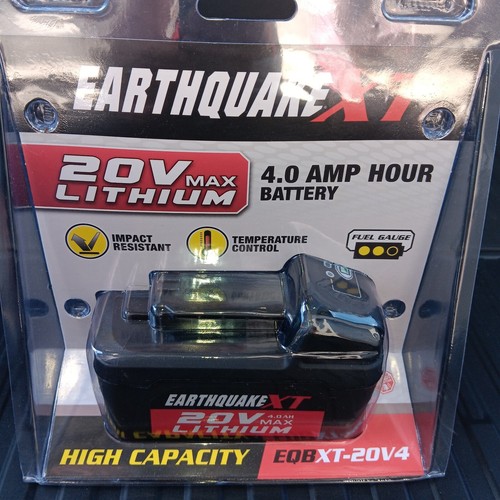 EARTHQUAKE XT
20V MAX
LITHIUM
4.0 AMP HOUR
BATTERY
IMPACT
RESISTANT
TEMPERATURE
CONTROL
FUEL GAUGE
EARTHQUAKE XT
20V MAX 4.0AH
LITHIUM
HIGH CAPACITY
EQBXT-20V4